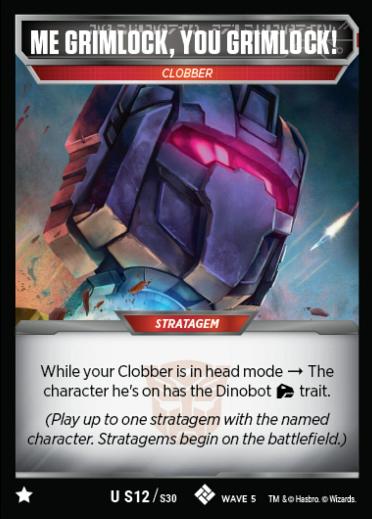 ME GRIMLOCK, YOU GRIMLOCK!
CLOBBER
STRATAGEM
While your Clobber is in head mode → The
character he's on has the Dinobot trait.
(Play up to one stratagem with the named
character. Stratagems begin on the battlefield.)
U S12/S30 WAVE 5 TM & © Hasbro. © Wizards.